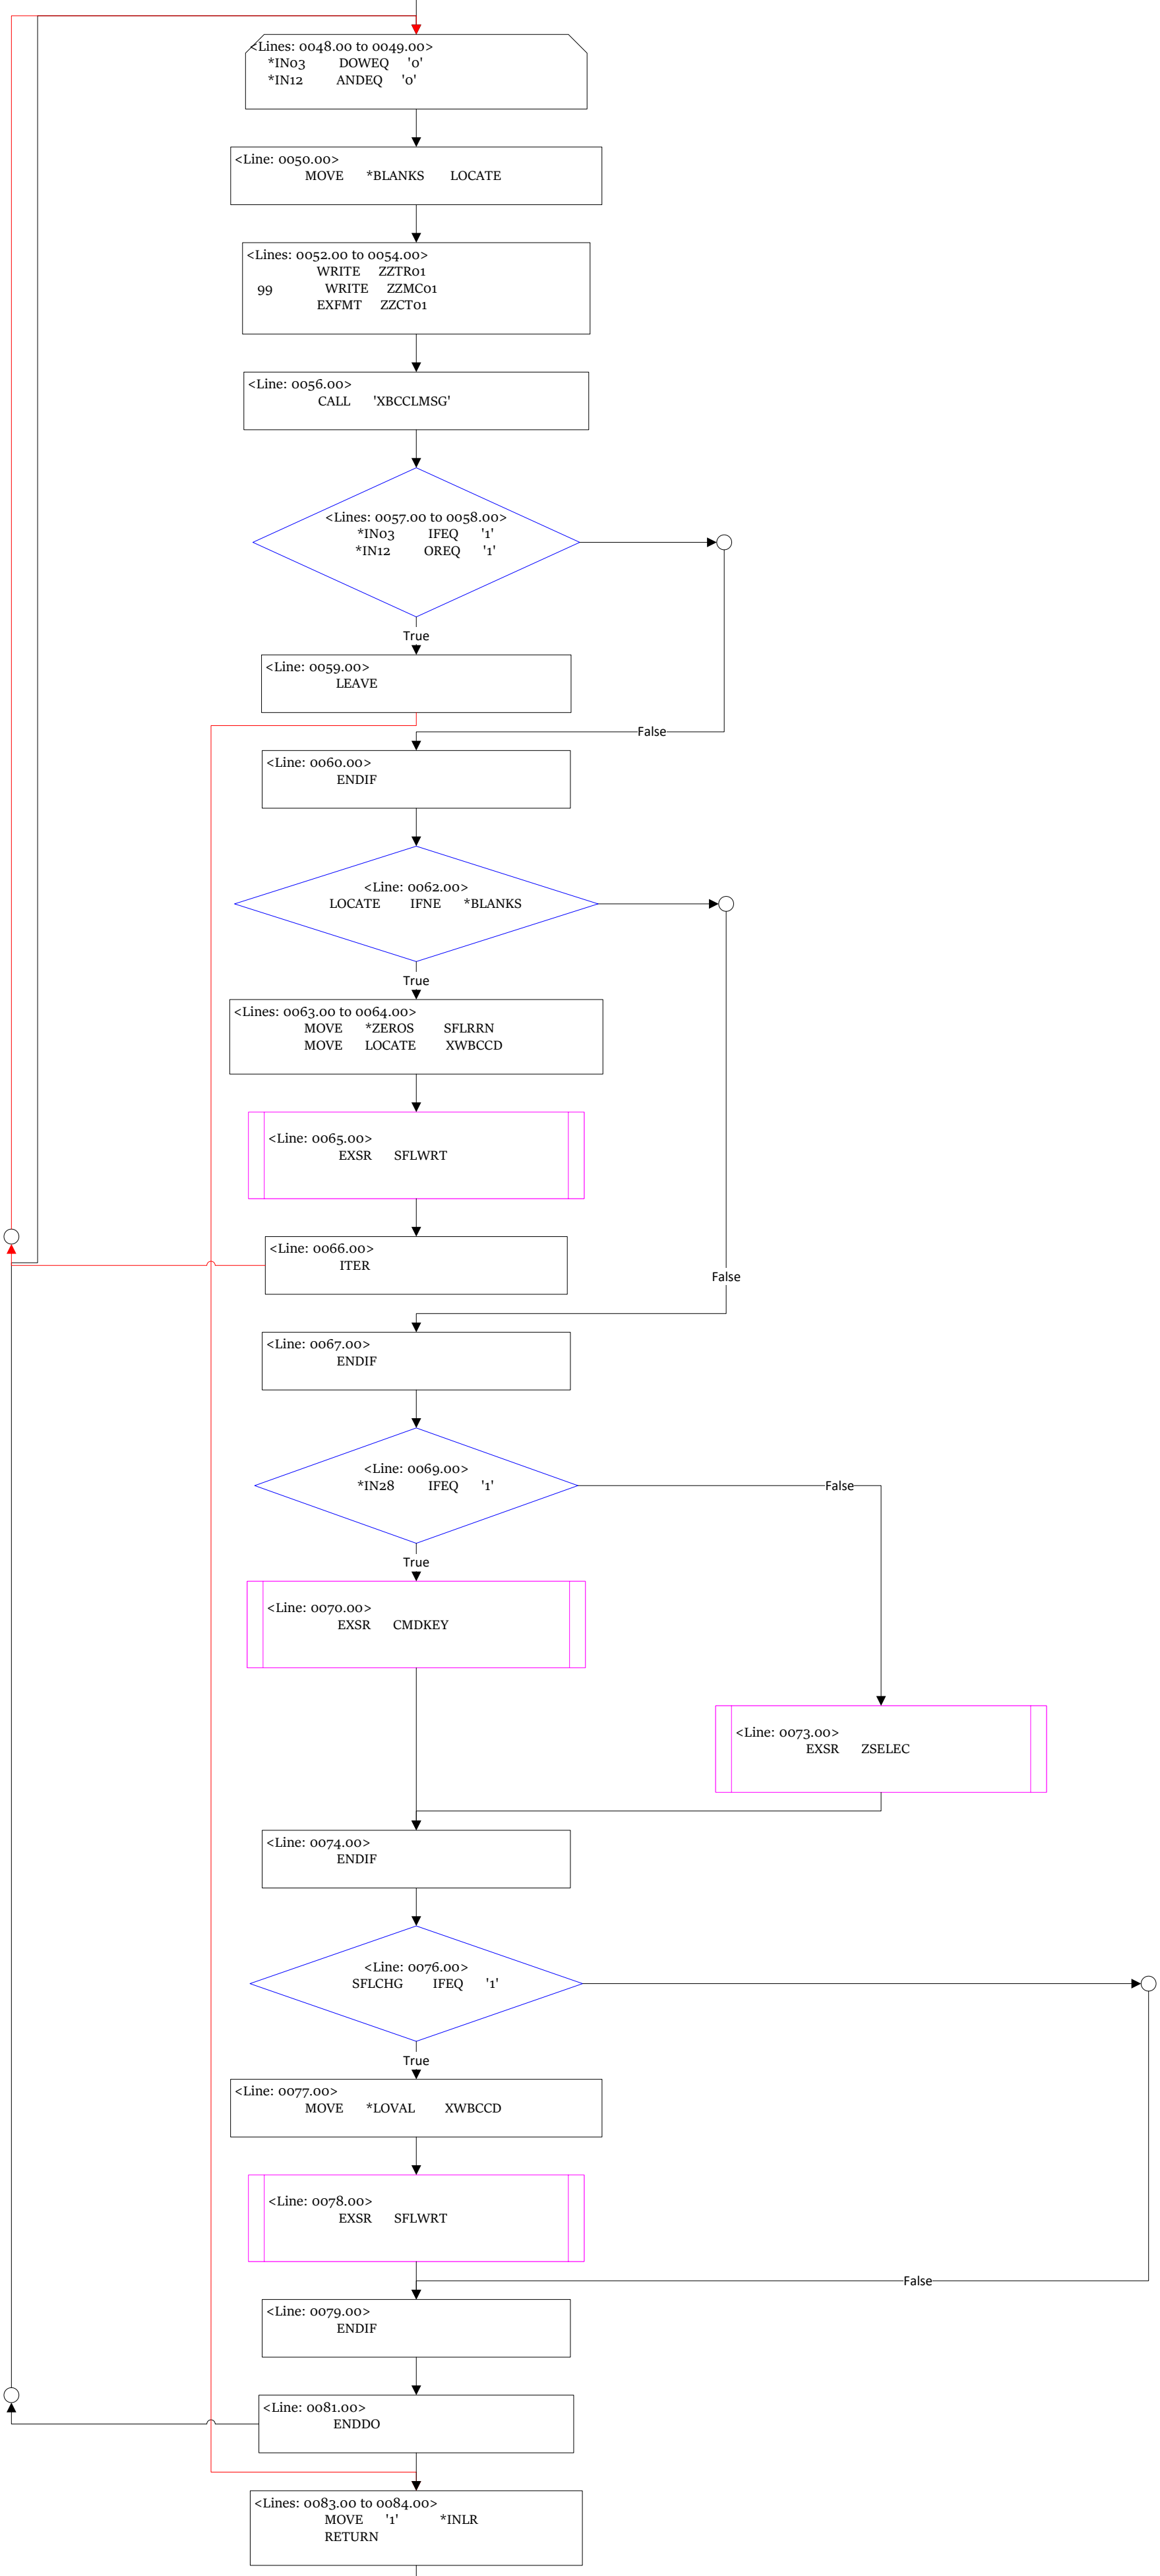 <Lines: 0048.00 to 0049.00>
*IN03 DOWEQ '0'
*IN12 ANDEQ '0'
<Line: 0050.00>
MOVE *BLANKS LOCATE
<Lines: 0052.00 to 0054.00>
WRITE ZZTR01
99 WRITE ZZMC01
EXFMT ZZCT01
<Line: 0056.00>
CALL 'XBCCLMSG'
<Lines: 0057.00 to 0058.00>
*IN03 IFEQ '1'
*IN12 OREQ '1'
True
<Line: 0059.00>
LEAVE
False
<Line: 0060.00>
ENDIF
<Line: 0062.00>
LOCATE IFNE *BLANKS
True
<Lines: 0063.00 to 0064.00>
MOVE *ZEROS SFLRRN
MOVE LOCATE XWBCCD
<Line: 0065.00>
EXSR SFLWRT
<Line: 0066.00>
ITER
False
<Line: 0067.00>
ENDIF
<Line: 0069.00>
*IN28 IFEQ '1'
False
True
<Line: 0070.00>
EXSR CMDKEY
<Line: 0073.00>
EXSR ZSELEC
<Line: 0074.00>
ENDIF
<Line: 0076.00>
SFLCHG IFEQ '1'
True
<Line: 0077.00>
MOVE *LOVAL XWBCCD
<Line: 0078.00>
EXSR SFLWRT
False
<Line: 0079.00>
ENDIF
<Line: 0081.00>
ENDDO
<Lines: 0083.00 to 0084.00>
MOVE '1' *INLR
RETURN